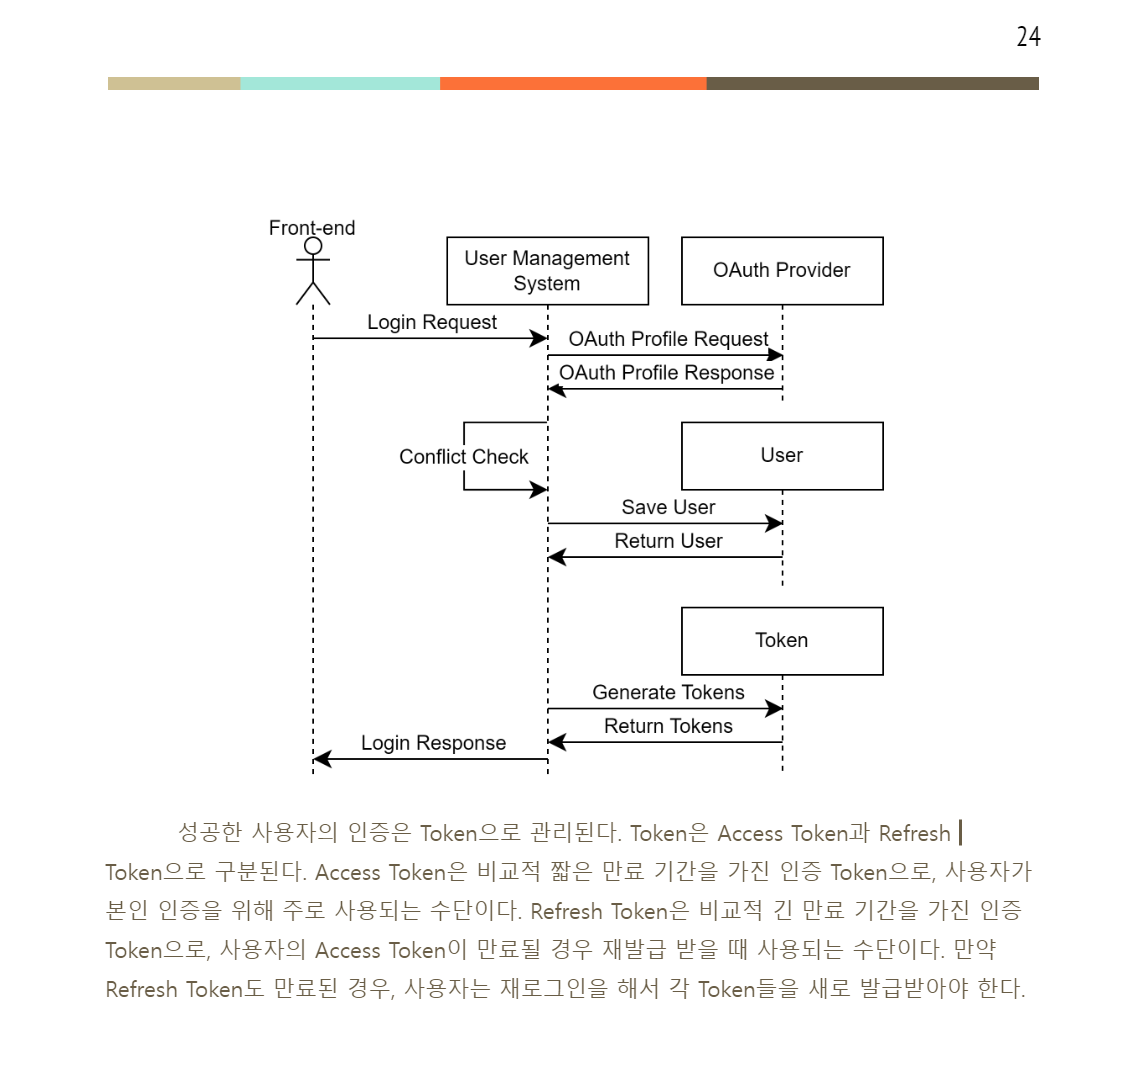 24
Front-end
User Management
System
OAuth Provider
Login Request
OAuth Profile Request
OAuth Profile Response
Conflict Check
User
Save User
Return User
Token
Generate Tokens
Return Tokens
Login Response
성공한 사용자의 인증은 Token으로 관리된다. Token은 Access Token과 Refresh
Token으로 구분된다. Access Token은 비교적 짧은 만료 기간을 가진 인증 Token으로, 사용자가
본인 인증을 위해 주로 사용되는 수단이다. Refresh Token은 비교적 긴 만료 기간을 가진 인증
Token으로, 사용자의 Access Token이 만료될 경우 재발급 받을 때 사용되는 수단이다. 만약
Refresh Token도 만료된 경우, 사용자는 재로그인을 해서 각 Token들을 새로 발급받아야 한다.